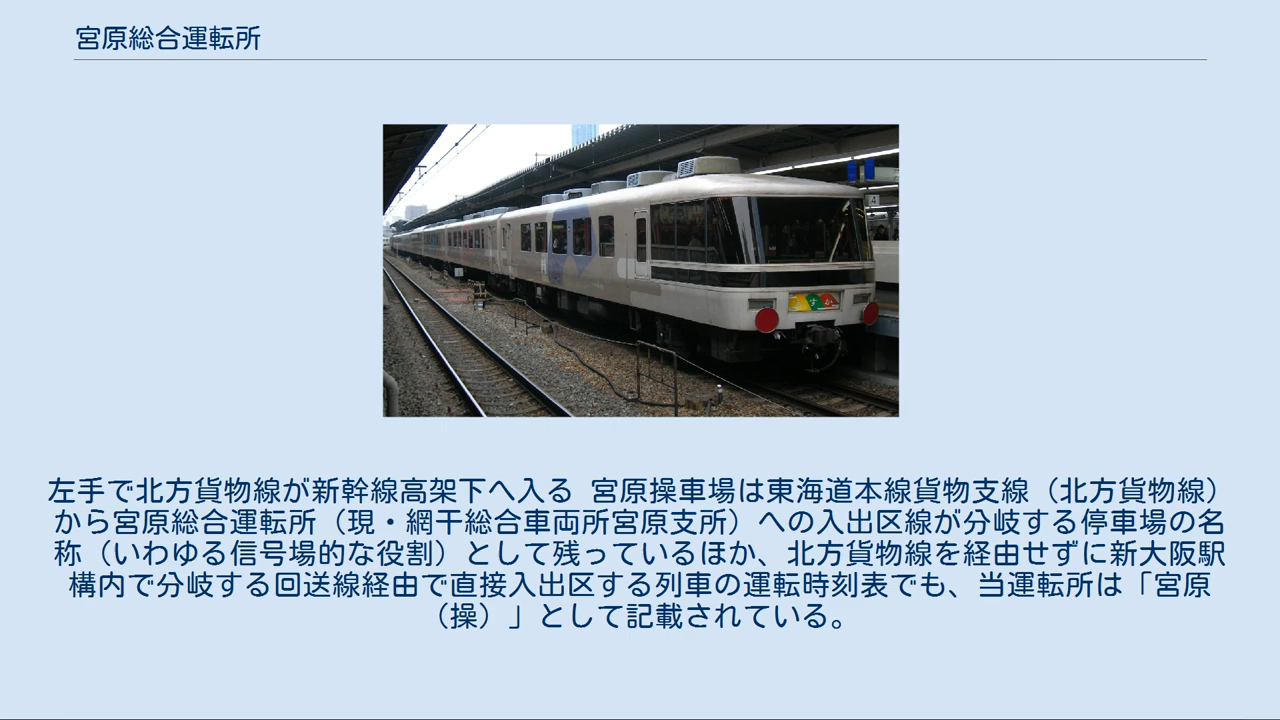 宮原総合運転所
4
左手で北方貨物線が新幹線高架下へ入る 宮原操車場は東海道本線貨物支線（北方貨物線）
から宮原総合運転所（現・網干総合車両所宮原支所）への入出区線が分岐する停車場の名
称（いわゆる信号場的な役割）として残っているほか、北方貨物線を経由せずに新大阪駅
構内で分岐する回送線経由で直接入出区する列車の運転時刻表でも、当運転所は「宮原
（操）」として記載されている。